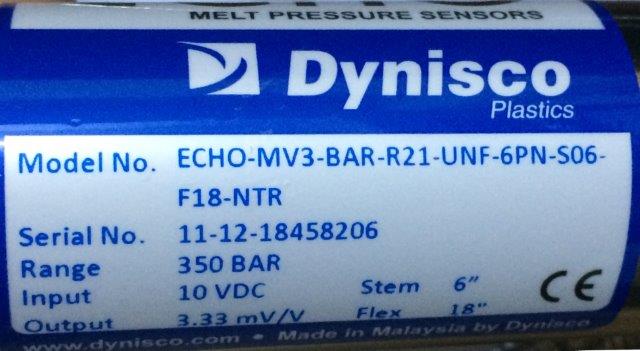 MELT PRESSURE SENSORS
Dynisco
Plastics
Model No. ECHO-MV3-BAR-R21-UNF-6PN-S06-
F18-NTR
Serial No. 11-12-18458206
Range 350 BAR
Input 10 VDC Stem 6" CE
Output 3.33 mV/V Flex 18"
www.dynisco.com • Made in Malaysia by Dynisco